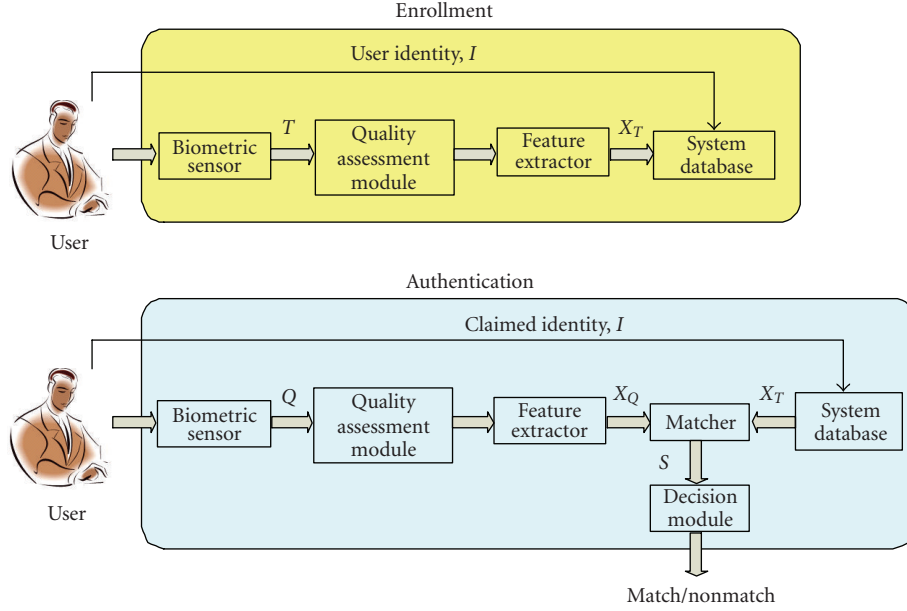 Enrollment
User identity, I
Biometric
sensor
T
Quality
assessment
module
Feature
extractor
X_T
System
database
User
Authentication
Claimed identity, I
Biometric
sensor
Q
Quality
assessment
module
Feature
extractor
X_Q
Matcher
X_T
System
database
S
Decision
module
User
Match/nonmatch